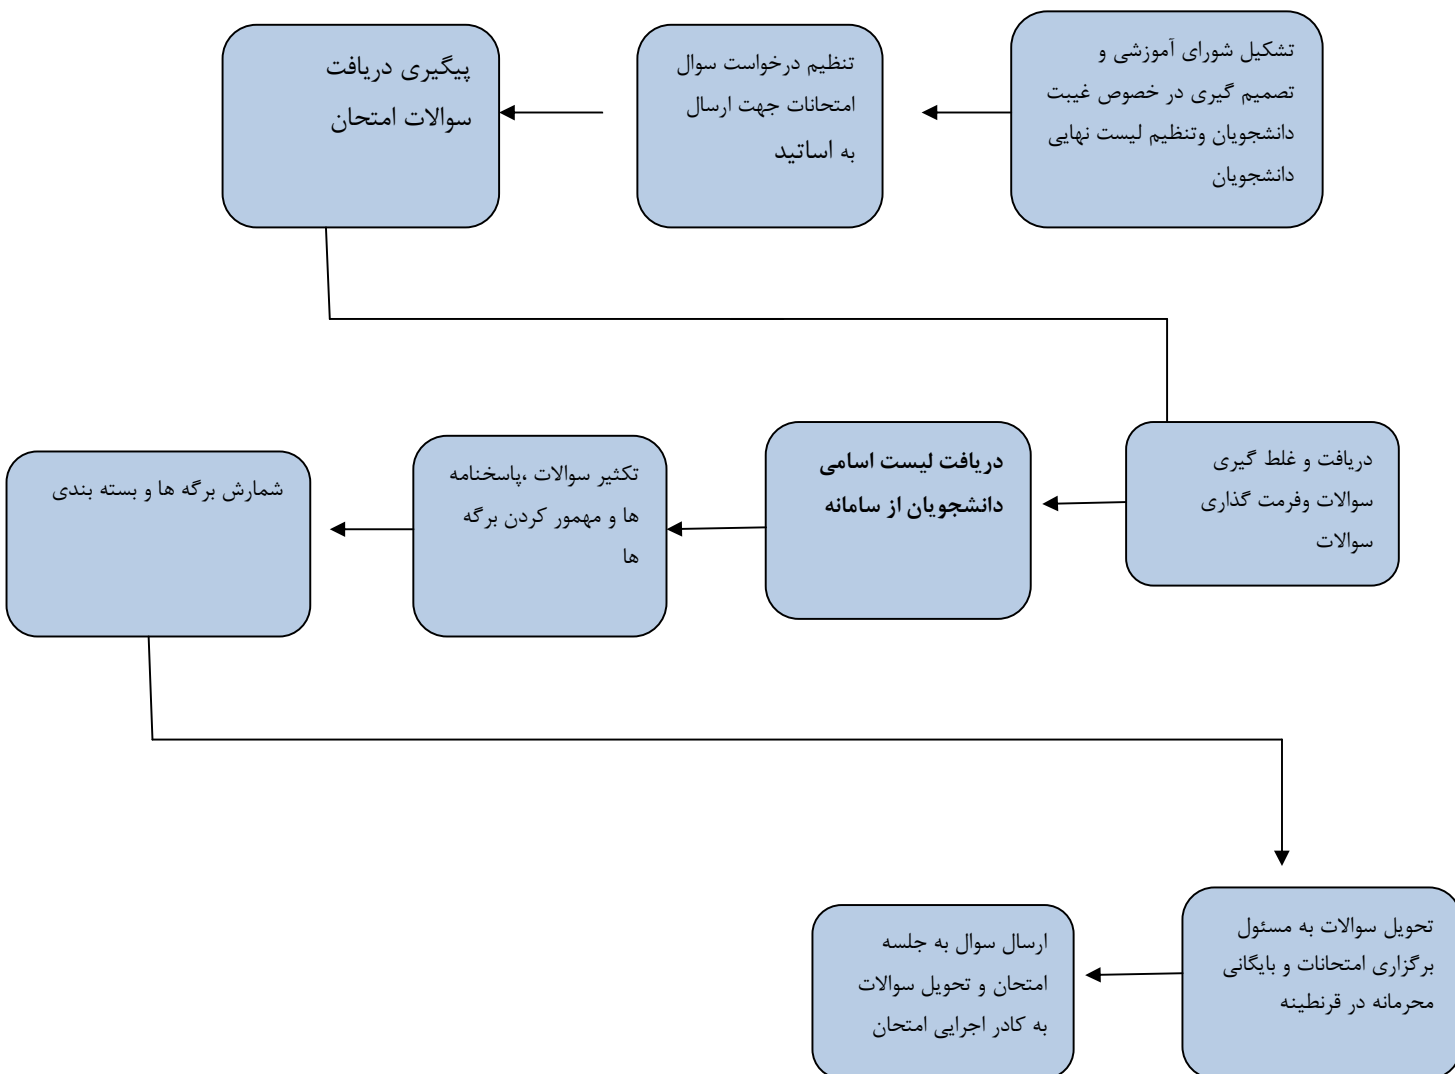 تشکیل شورای آموزشی و
تصمیم گیری در خصوص غیبت
دانشجویان وتنظیم لیست نهایی
دانشجویان
تنظیم درخواست سوال
امتحانات جهت ارسال
به اساتید
پیگیری دریافت
سوالات امتحان
دریافت و غلط گیری
سوالات وفرمت گذاری
سوالات
دریافت لیست اسامی
دانشجویان از سامانه
تکثیر سوالات ،پاسخنامه
ها و مهمور کردن برگه
ها
شمارش برگه ها و بسته بندی
تحویل سوالات به مسئول
برگزاری امتحانات و بایگانی
محرمانه در قرنطینه
ارسال سوال به جلسه
امتحان و تحویل سوالات
به کادر اجرایی امتحان